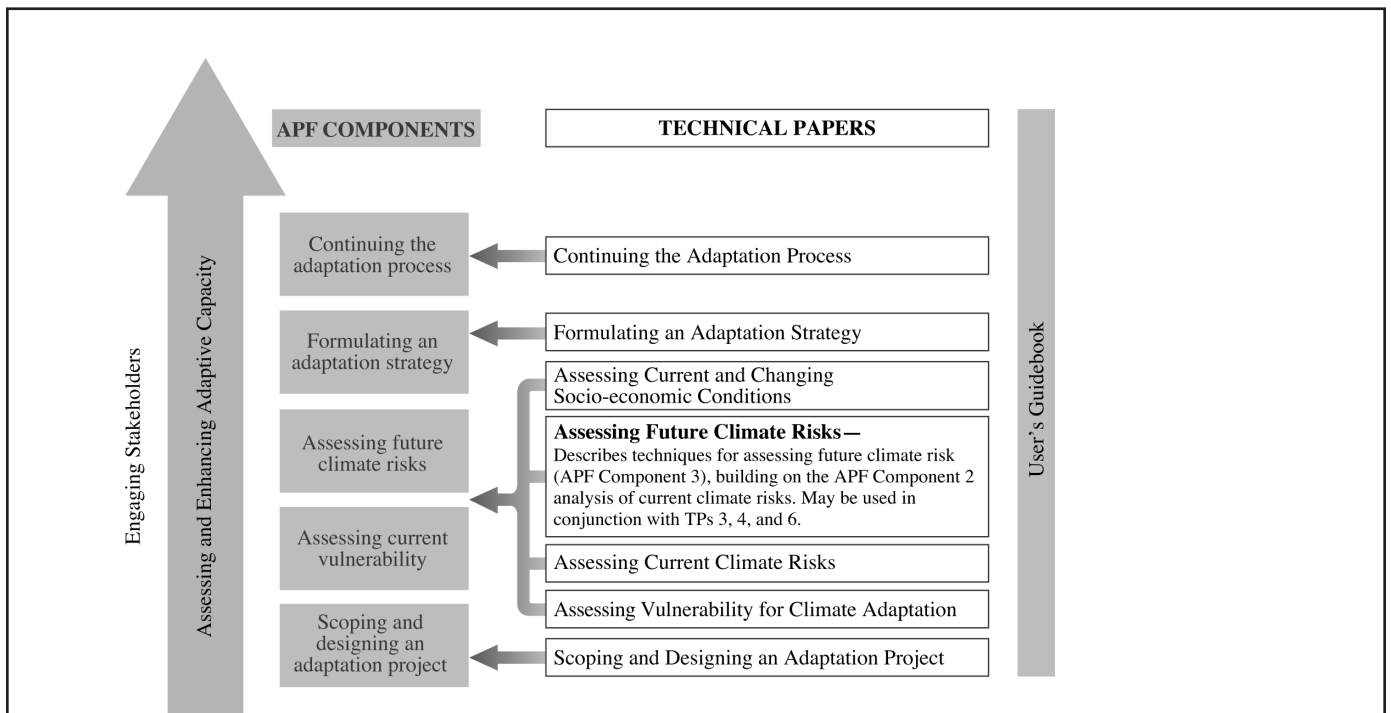 APF COMPONENTS
TECHNICAL PAPERS
Continuing the
adaptation process
Continuing the Adaptation Process
Formulating an
adaptation strategy
Formulating an Adaptation Strategy
Assessing Current and Changing
Socio-economic Conditions
Assessing future
climate risks
Assessing Future Climate Risks—
Describes techniques for assessing future climate risk
(APF Component 3), building on the APF Component 2
analysis of current climate risks. May be used in
conjunction with TPs 3, 4, and 6.
Assessing current
vulnerability
Assessing Current Climate Risks
Assessing Vulnerability for Climate Adaptation
Scoping and
designing an
adaptation project
Scoping and Designing an Adaptation Project
Engaging Stakeholders
Assessing and Enhancing Adaptive Capacity
User's Guidebook